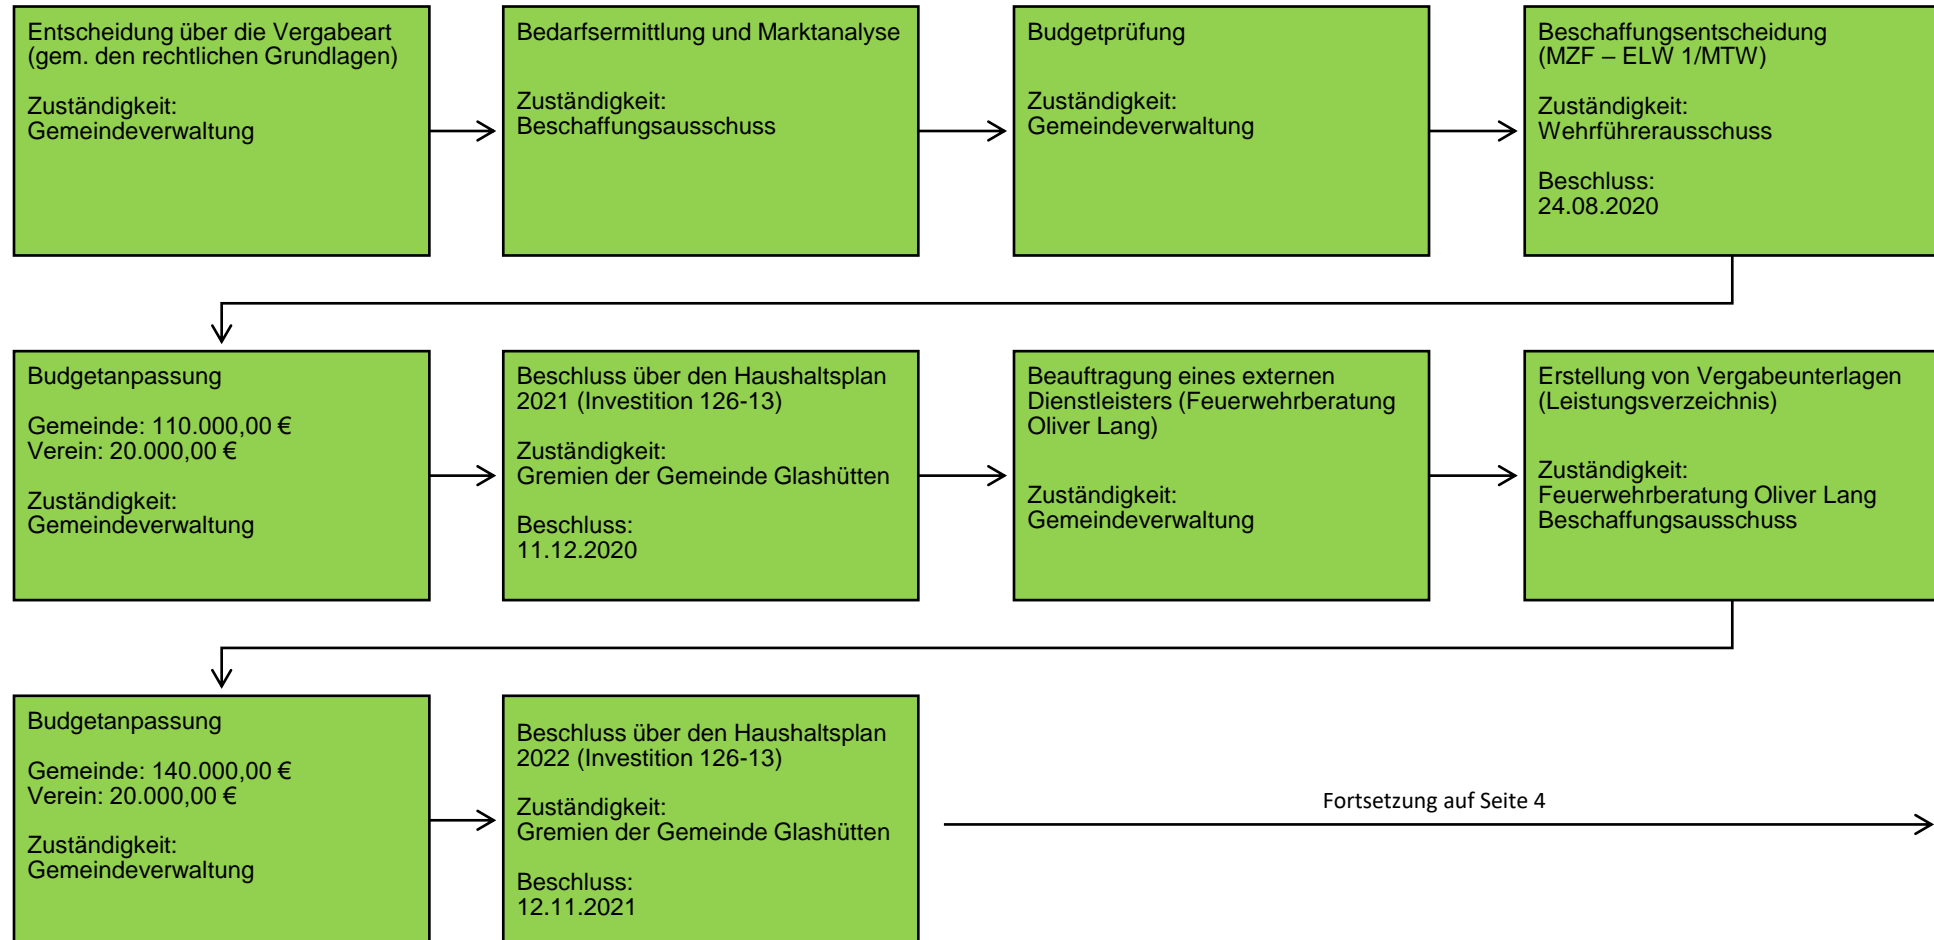 Entscheidung über die Vergabeart
(gem. den rechtlichen Grundlagen)
Zuständigkeit:
Gemeindeverwaltung
Bedarfsermittlung und Marktanalyse
Zuständigkeit:
Beschaffungsausschuss
Budgetprüfung
Zuständigkeit:
Gemeindeverwaltung
Beschaffungsentscheidung
(MZF – ELW 1/MTW)
Zuständigkeit:
Wehrführerausschuss
Beschluss:
24.08.2020
Budgetanpassung
Gemeinde: 110.000,00 €
Verein: 20.000,00 €
Zuständigkeit:
Gemeindeverwaltung
Beschluss über den Haushaltsplan
2021 (Investition 126-13)
Zuständigkeit:
Gremien der Gemeinde Glashütten
Beschluss:
11.12.2020
Beauftragung eines externen
Dienstleisters (Feuerwehrberatung
Oliver Lang)
Zuständigkeit:
Gemeindeverwaltung
Erstellung von Vergabeunterlagen
(Leistungsverzeichnis)
Zuständigkeit:
Feuerwehrberatung Oliver Lang
Beschaffungsausschuss
Budgetanpassung
Gemeinde: 140.000,00 €
Verein: 20.000,00 €
Zuständigkeit:
Gemeindeverwaltung
Beschluss über den Haushaltsplan
2022 (Investition 126-13)
Zuständigkeit:
Gremien der Gemeinde Glashütten
Beschluss:
12.11.2021
Fortsetzung auf Seite 4